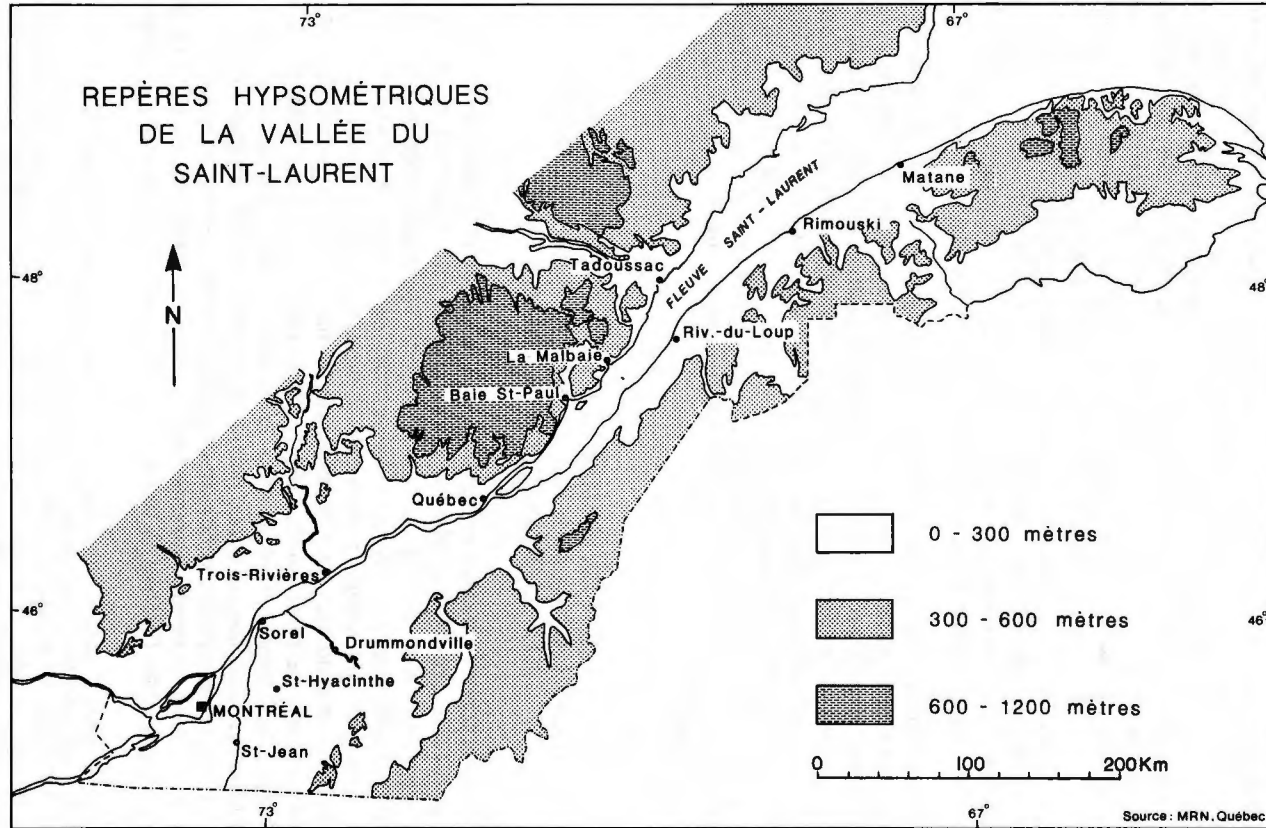 73°
67°
REPÈRES HYPSOMÉTRIQUES
DE LA VALLÉE DU
SAINT-LAURENT
N
48°
48°
Matane
Rimouski
FLEUVE SAINT - LAURENT
Tadoussac
Riv.-du-Loup
La Malbaie
Baie St-Paul
Québec
Trois-Rivières
46°
46°
Sorel
Drummondville
St-Hyacinthe
MONTRÉAL
St-Jean
0 - 300 mètres
300 - 600 mètres
600 - 1200 mètres
0 100 200Km
73°
67°
Source: MRN. Québec